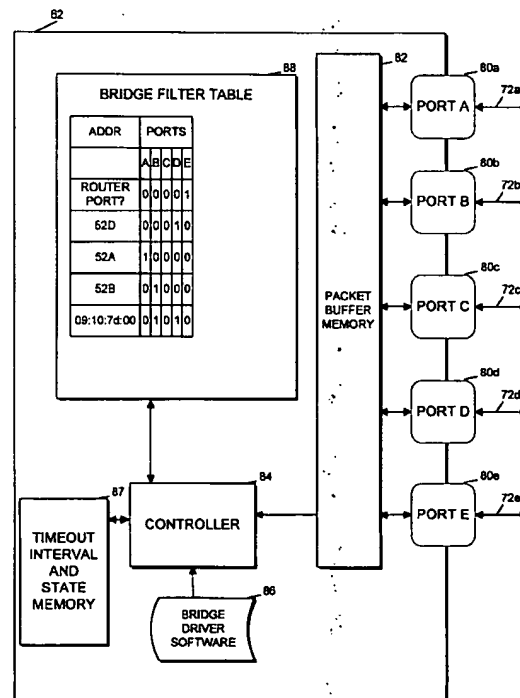 62
88
BRIDGE FILTER TABLE
ADDR PORTS
A B C D E
ROUTER PORT? 0 0 0 0 1
52D 0 0 0 1 0
52A 1 0 0 0 0
52B 0 1 0 0 0
09:10:7d:00 0 1 0 1 0
82
PACKET
BUFFER
MEMORY
80a
PORT A
72a
80b
PORT B
72b
80c
PORT C
72c
80d
PORT D
72d
80e
PORT E
72e
84
CONTROLLER
87
TIMEOUT
INTERVAL
AND
STATE
MEMORY
86
BRIDGE
DRIVER
SOFTWARE